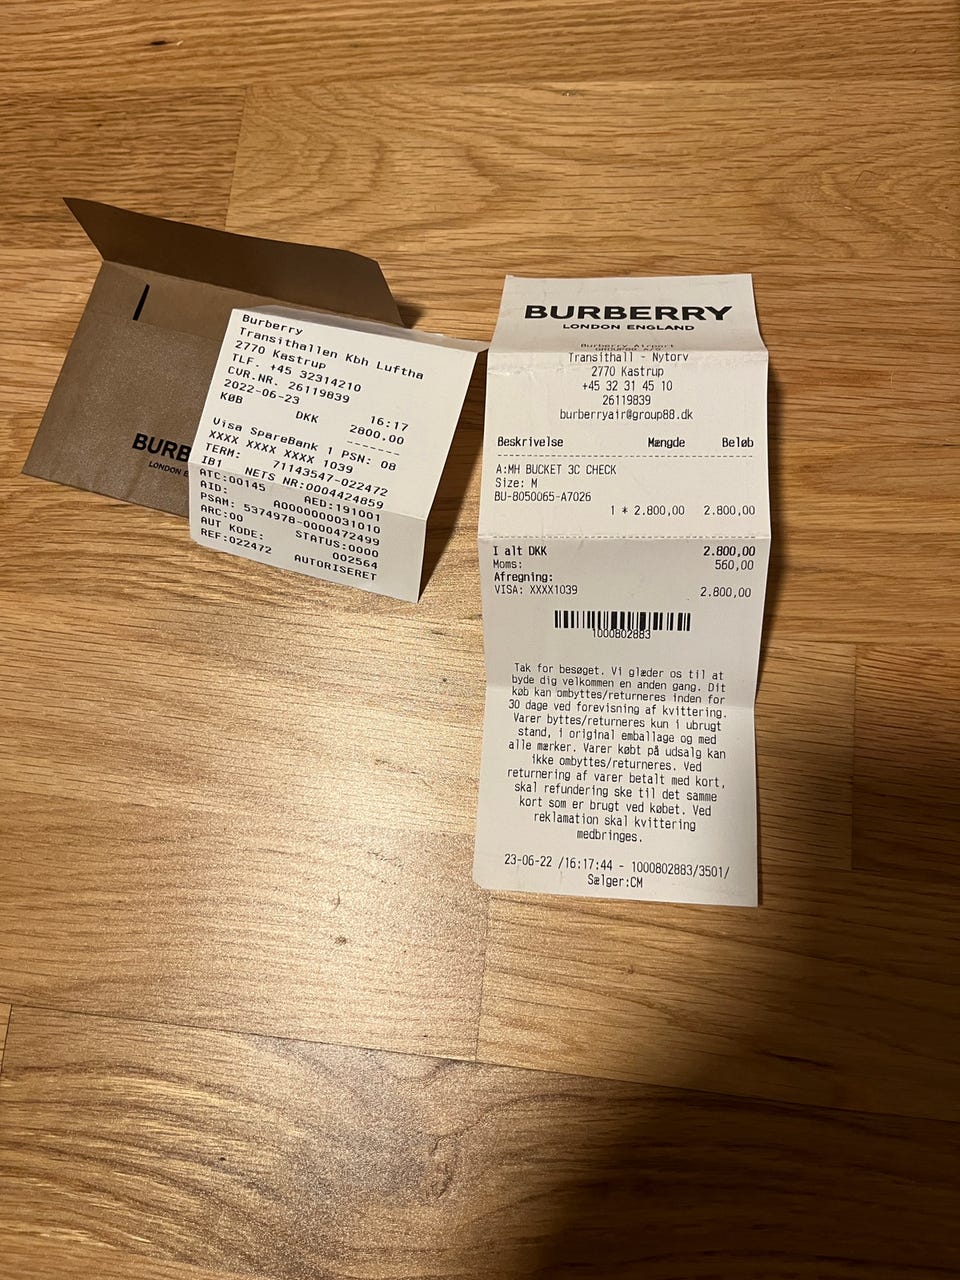 BURB
LONDON E
Burberry
Transithallen Kbh Luftha
2770 Kastrup
TLF. +45 32314210
CVR.NR. 26119839
2022-06-23 16:17
KØB DKK 2800.00
-------
Visa SpareBank 1 PSN: 08
XXXX XXXX XXXX 1039
TERM: 71143547-022472
IB1 NETS NR:0004424859
ATC:00145 AED:191001
AID: A0000000031010
PSAM: 5374978-0000472499
ARC:00 STATUS:0000
AUT KODE: 002564
REF:022472 AUTORISERET
BURBERRY
LONDON ENGLAND
Burberry Airport
GROUP88 A/S
Transithall - Nytorv
2770 Kastrup
+45 32 31 45 10
26119839
burberryair@group88.dk
Beskrivelse Mængde Beløb
A:MH BUCKET 3C CHECK
Size: M
BU-8050065-A7026
1 * 2.800,00 2.800,00
I alt DKK 2.800,00
Moms: 560,00
Afregning:
VISA: XXXX1039 2.800,00
1000802883
Tak for besøget. Vi glæder os til at
byde dig velkommen en anden gang. Dit
køb kan ombyttes/returneres inden for
30 dage ved forevisning af kvittering.
Varer byttes/returneres kun i ubrugt
stand, i original emballage og med
alle mærker. Varer købt på udsalg kan
ikke ombyttes/returneres. Ved
returnering af varer betalt med kort,
skal refundering ske til det samme
kort som er brugt ved købet. Ved
reklamation skal kvittering
medbringes.
23-06-22 /16:17:44 - 1000802883/3501/
Sælger:CM